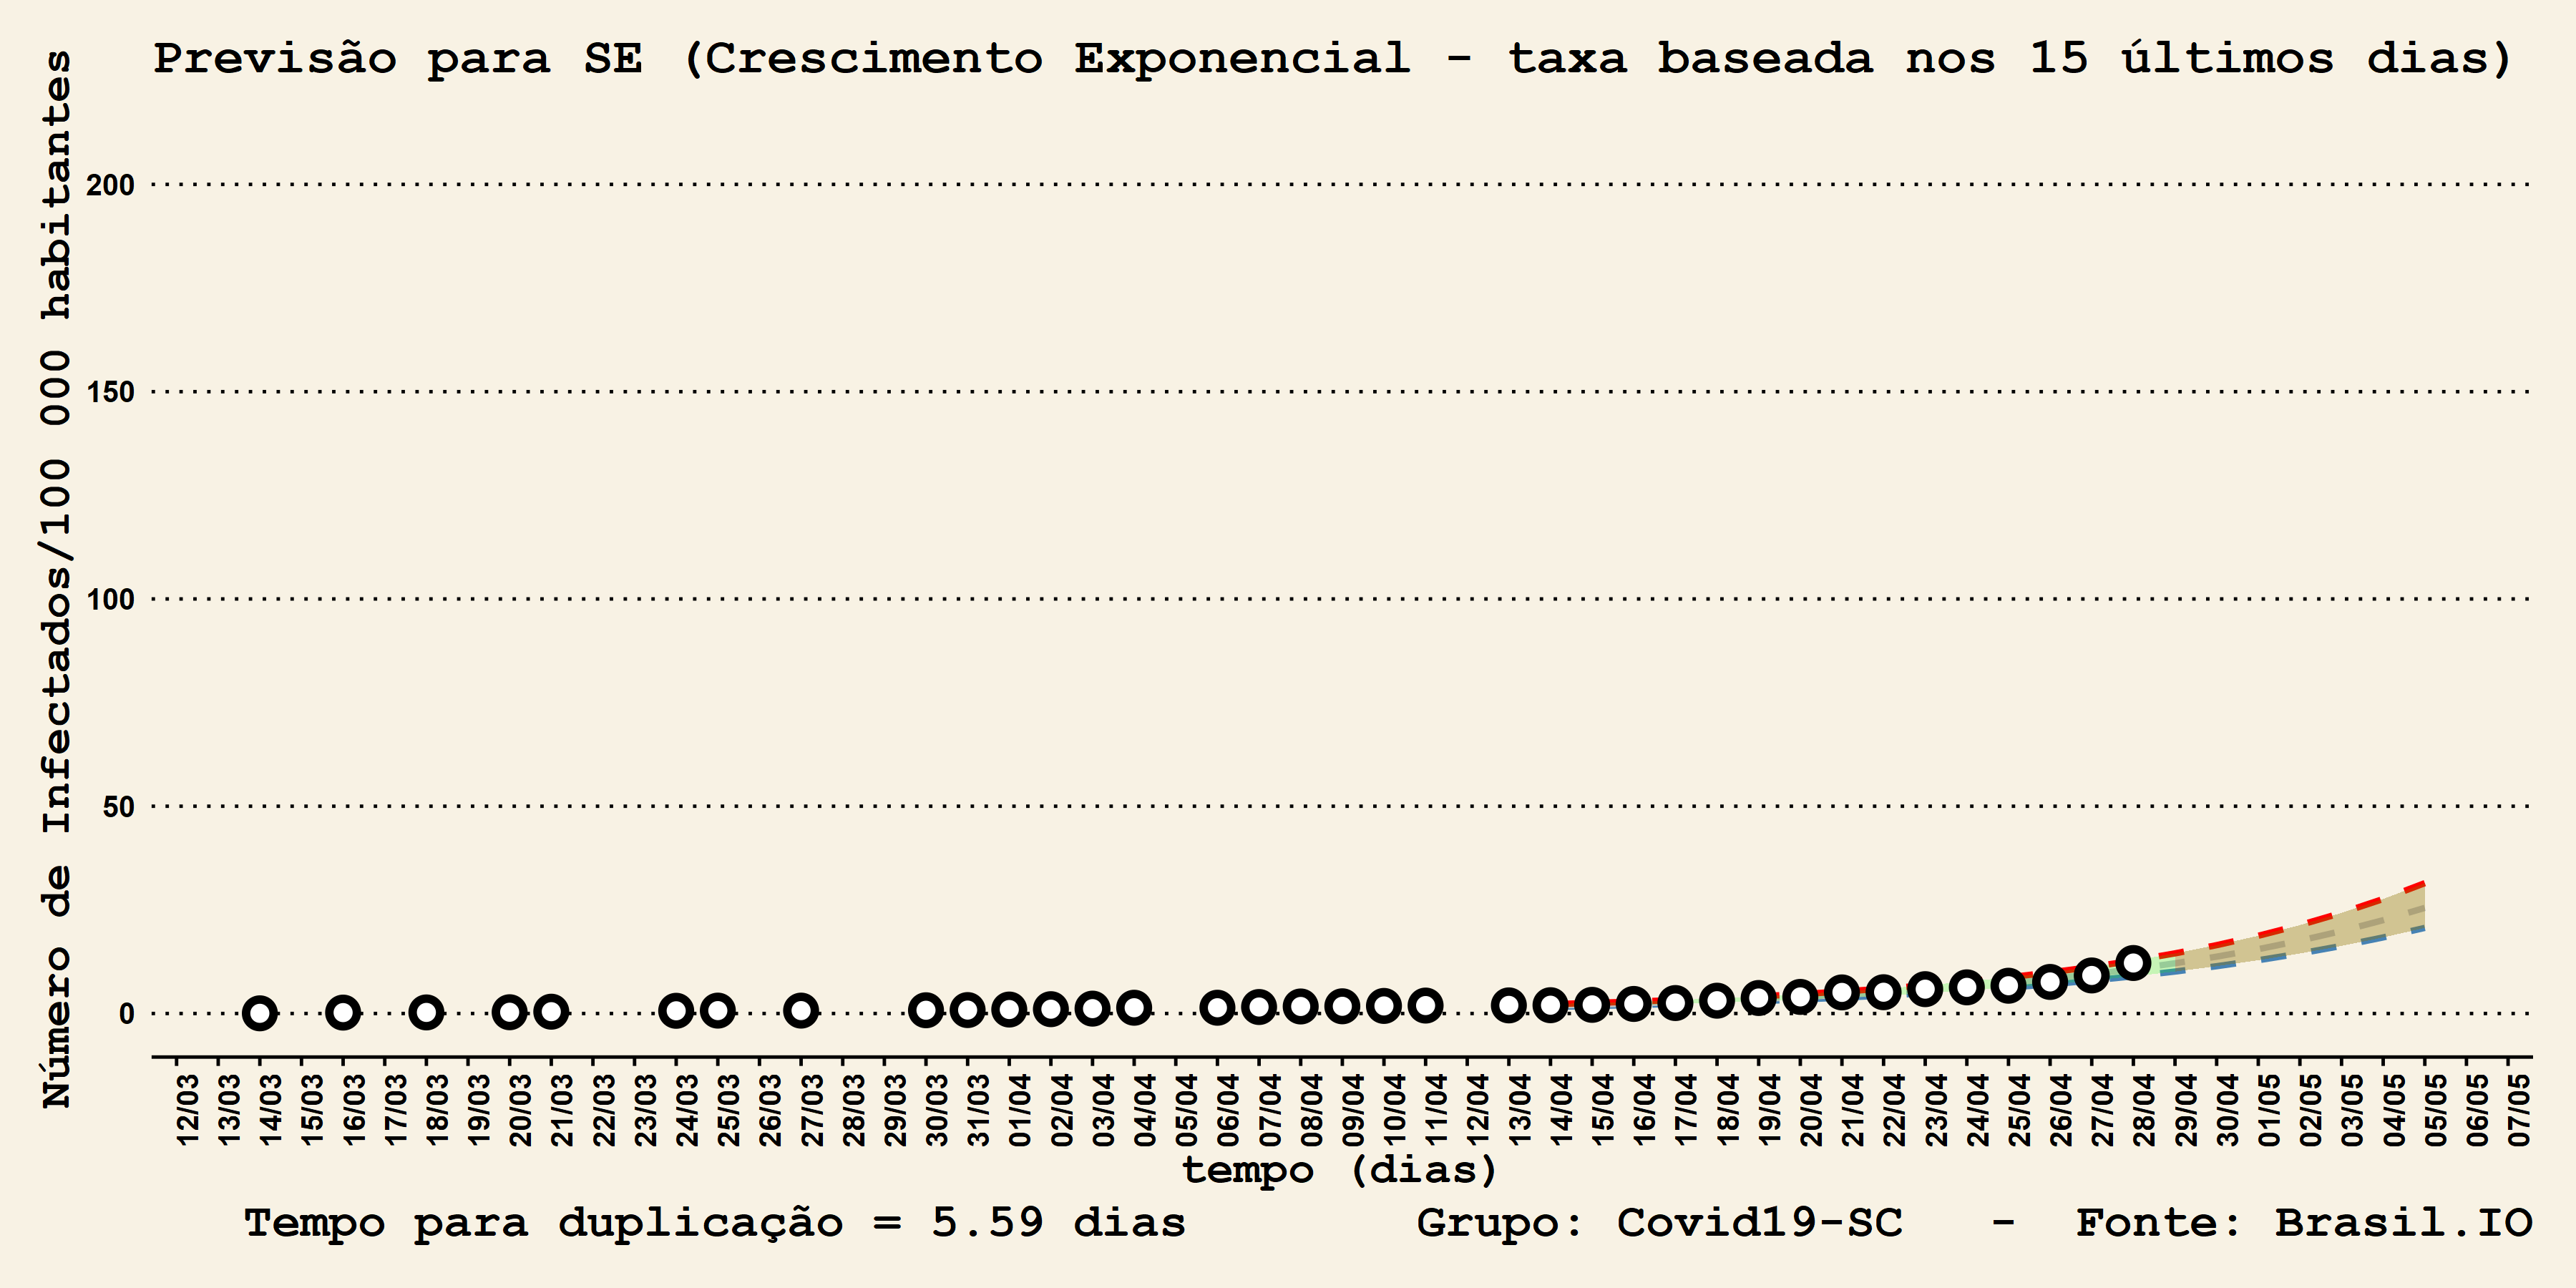 Previsão para SE (Crescimento Exponencial - taxa baseada nos 15 últimos dias)
Número de Infectados/100 000 habitantes
200
150
100
50
0
12/03 13/03 14/03 15/03 16/03 17/03 18/03 19/03 20/03 21/03 22/03 23/03 24/03 25/03 26/03 27/03 28/03 29/03 30/03 31/03 01/04 02/04 03/04 04/04 05/04 06/04 07/04 08/04 09/04 10/04 11/04 12/04 13/04 14/04 15/04 16/04 17/04 18/04 19/04 20/04 21/04 22/04 23/04 24/04 25/04 26/04 27/04 28/04 29/04 30/04 01/05 02/05 03/05 04/05 05/05 06/05 07/05
tempo (dias)
Tempo para duplicação = 5.59 dias Grupo: Covid19-SC - Fonte: Brasil.IO